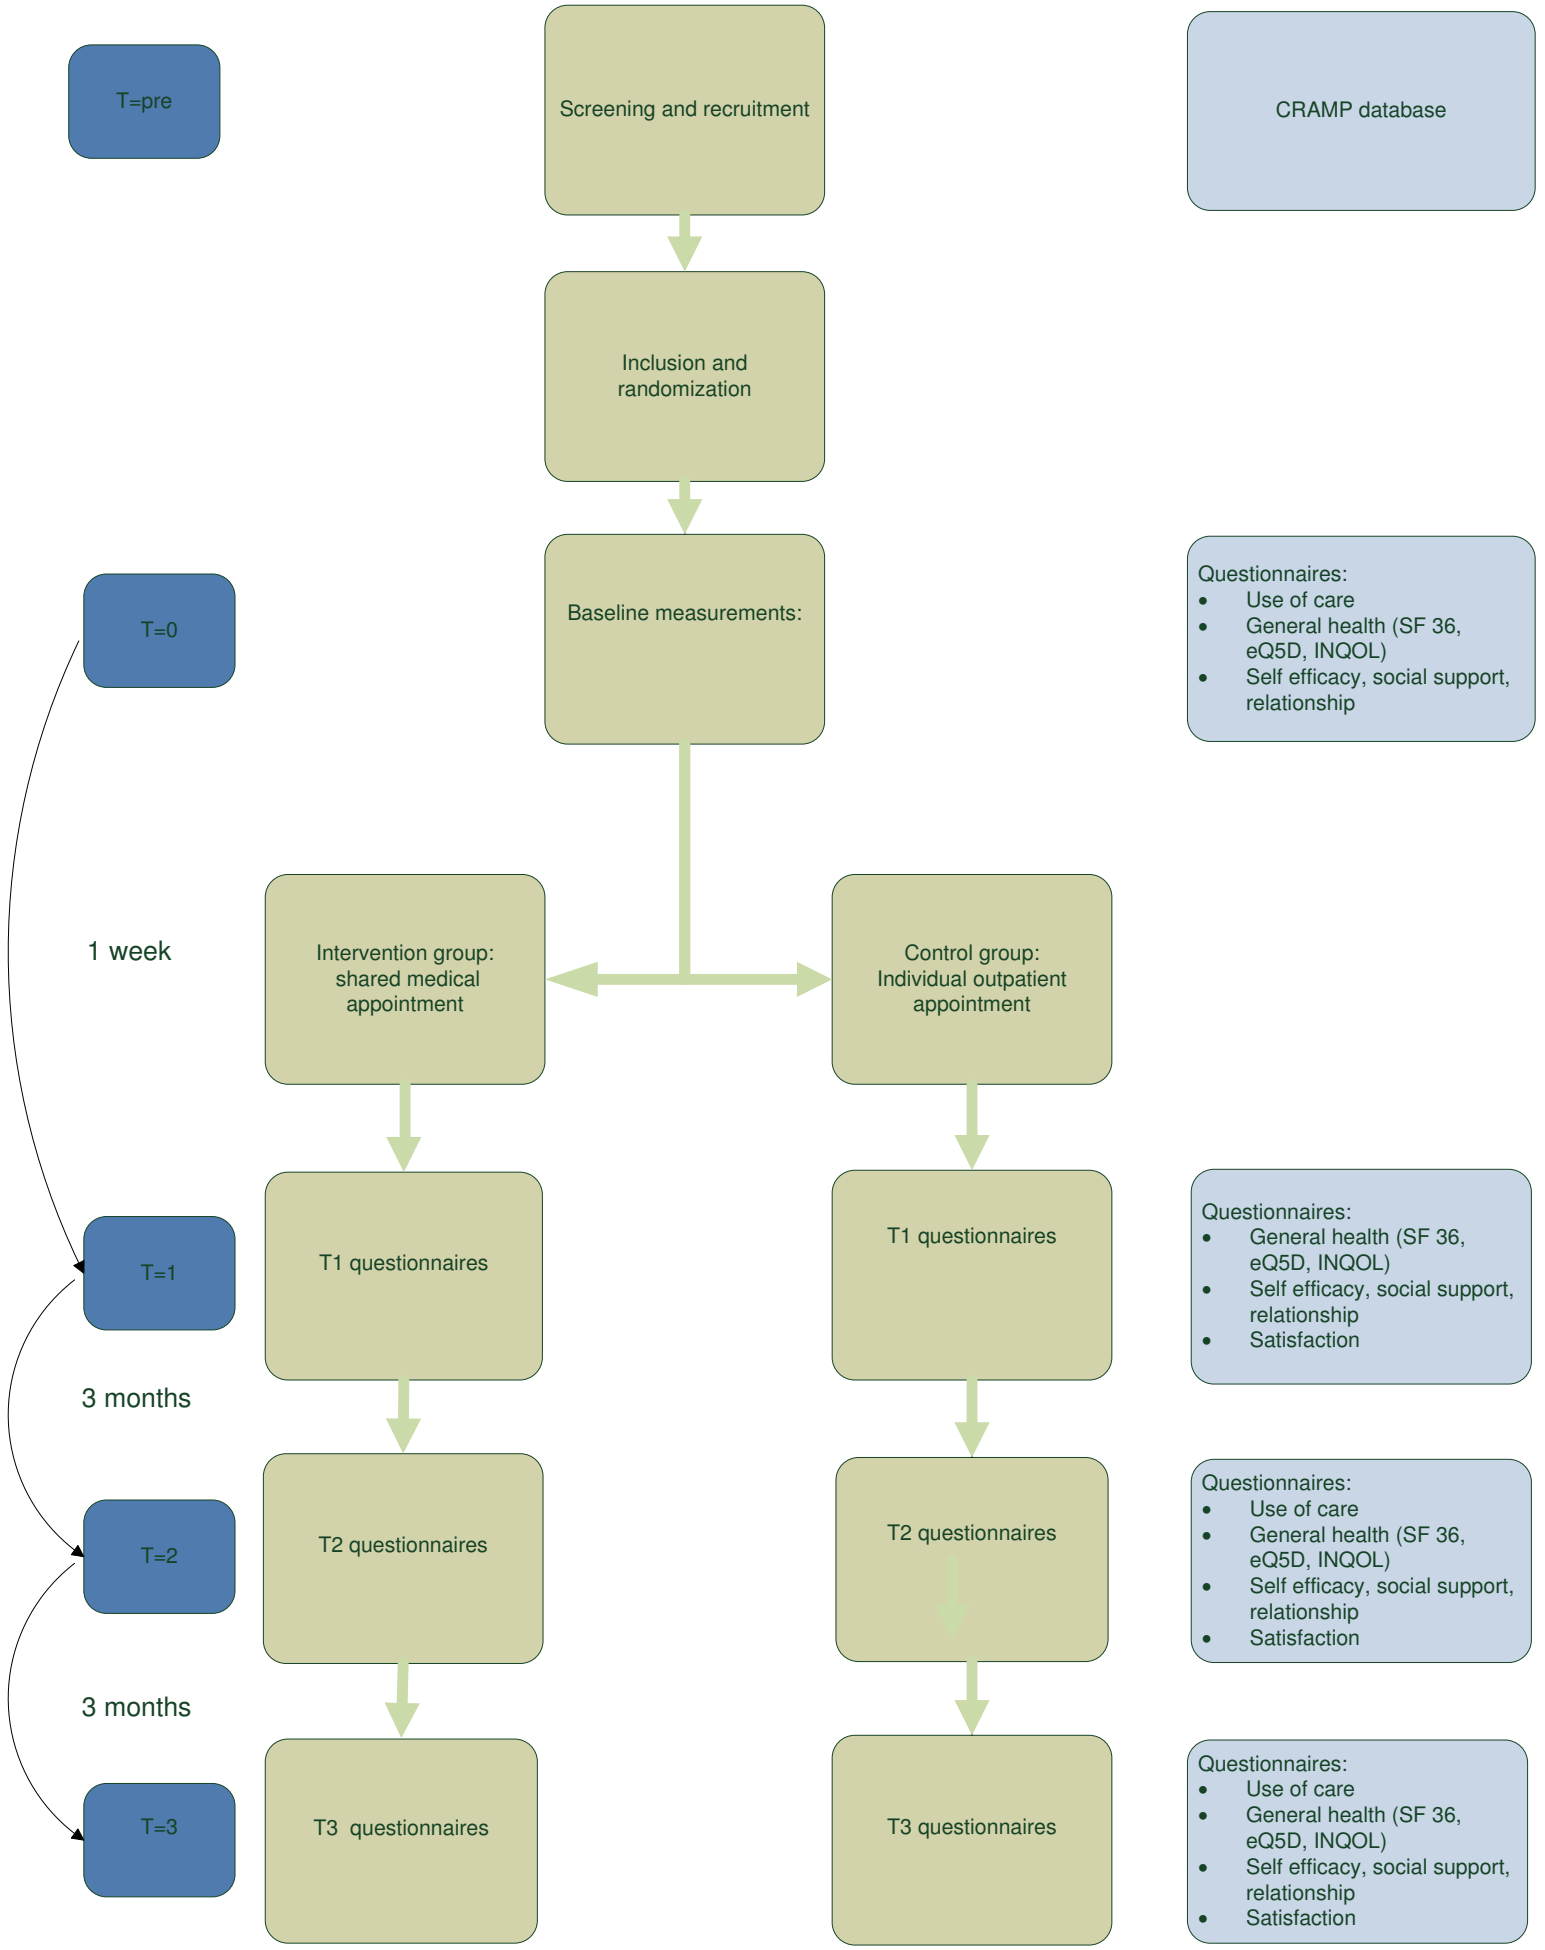 T=pre
Screening and recruitment
CRAMP database
Inclusion and
randomization
T=0
Baseline measurements:
Questionnaires:
• Use of care
• General health (SF 36,
eQ5D, INQOL)
• Self efficacy, social support,
relationship
1 week
Intervention group:
shared medical
appointment
Control group:
Individual outpatient
appointment
T=1
T1 questionnaires
T1 questionnaires
Questionnaires:
• General health (SF 36,
eQ5D, INQOL)
• Self efficacy, social support,
relationship
• Satisfaction
3 months
T=2
T2 questionnaires
T2 questionnaires
Questionnaires:
• Use of care
• General health (SF 36,
eQ5D, INQOL)
• Self efficacy, social support,
relationship
• Satisfaction
3 months
T=3
T3  questionnaires
T3 questionnaires
Questionnaires:
• Use of care
• General health (SF 36,
eQ5D, INQOL)
• Self efficacy, social support,
relationship
• Satisfaction